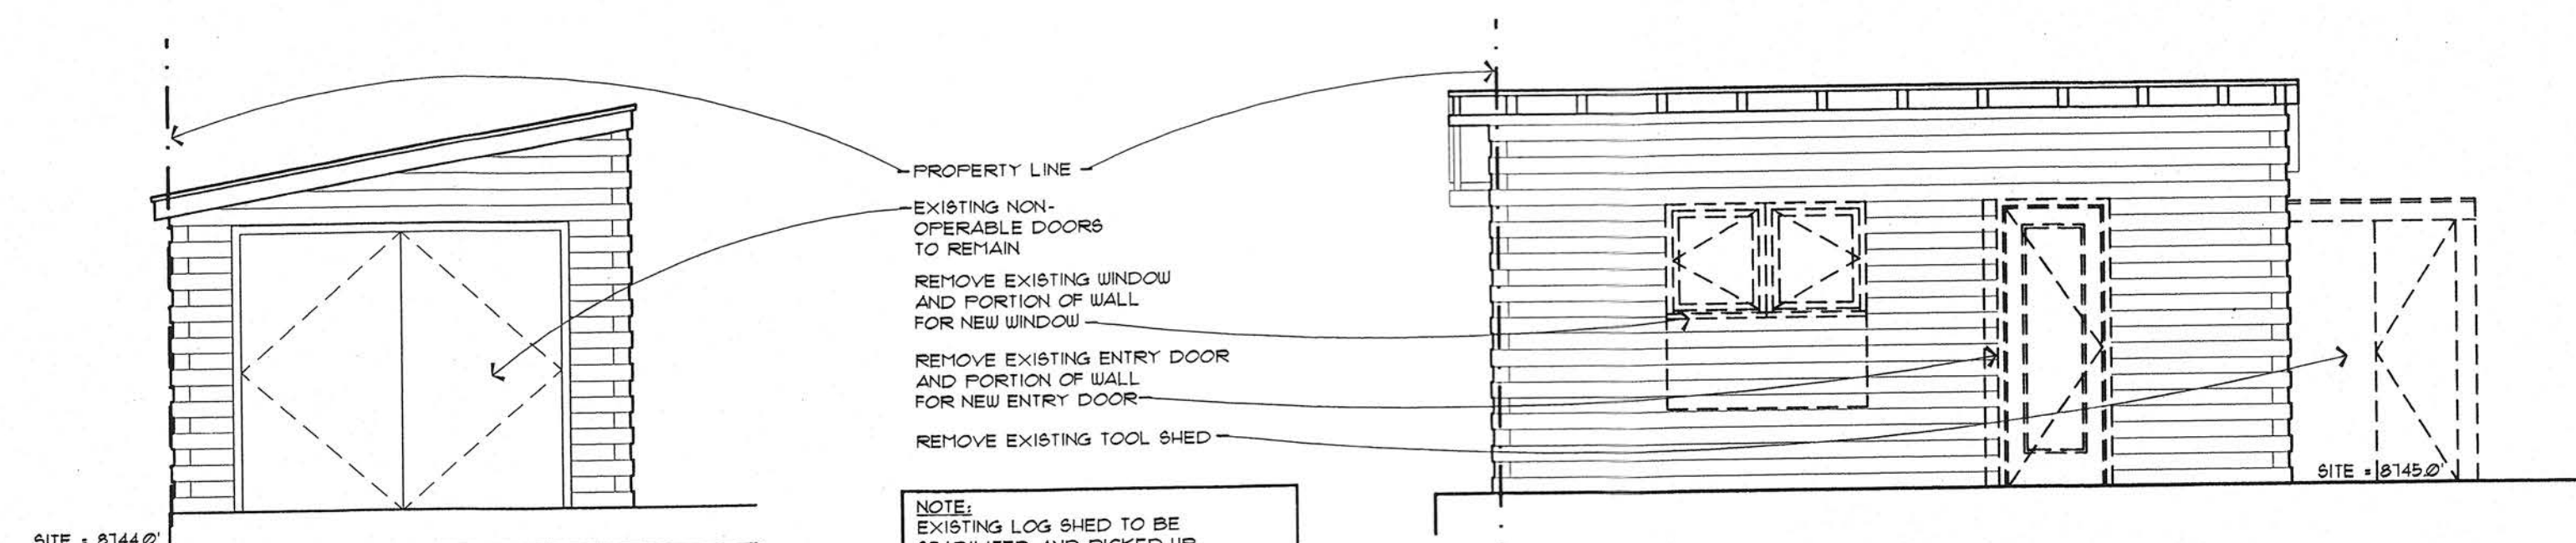 PROPERTY LINE
EXISTING NON-
OPERABLE DOORS
TO REMAIN
REMOVE EXISTING WINDOW
AND PORTION OF WALL
FOR NEW WINDOW
REMOVE EXISTING ENTRY DOOR
AND PORTION OF WALL
FOR NEW ENTRY DOOR
REMOVE EXISTING TOOL SHED
SITE = 8745.0'
NOTE:
EXISTING LOG SHED TO BE
SITE = 8744.0'